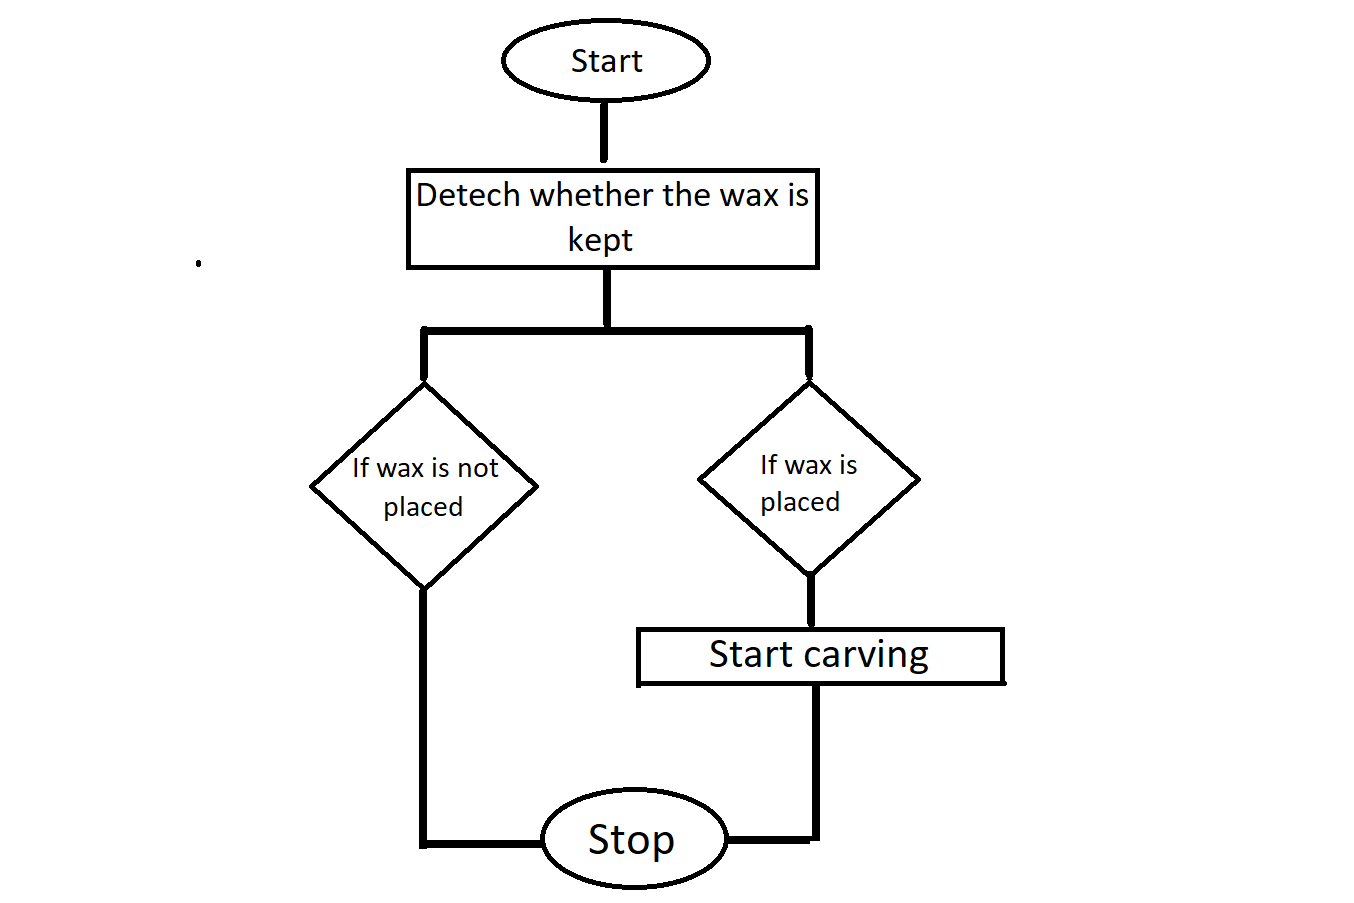 Start
Detech whether the wax is
kept
If wax is not
placed
If wax is
placed
Start carving
Stop